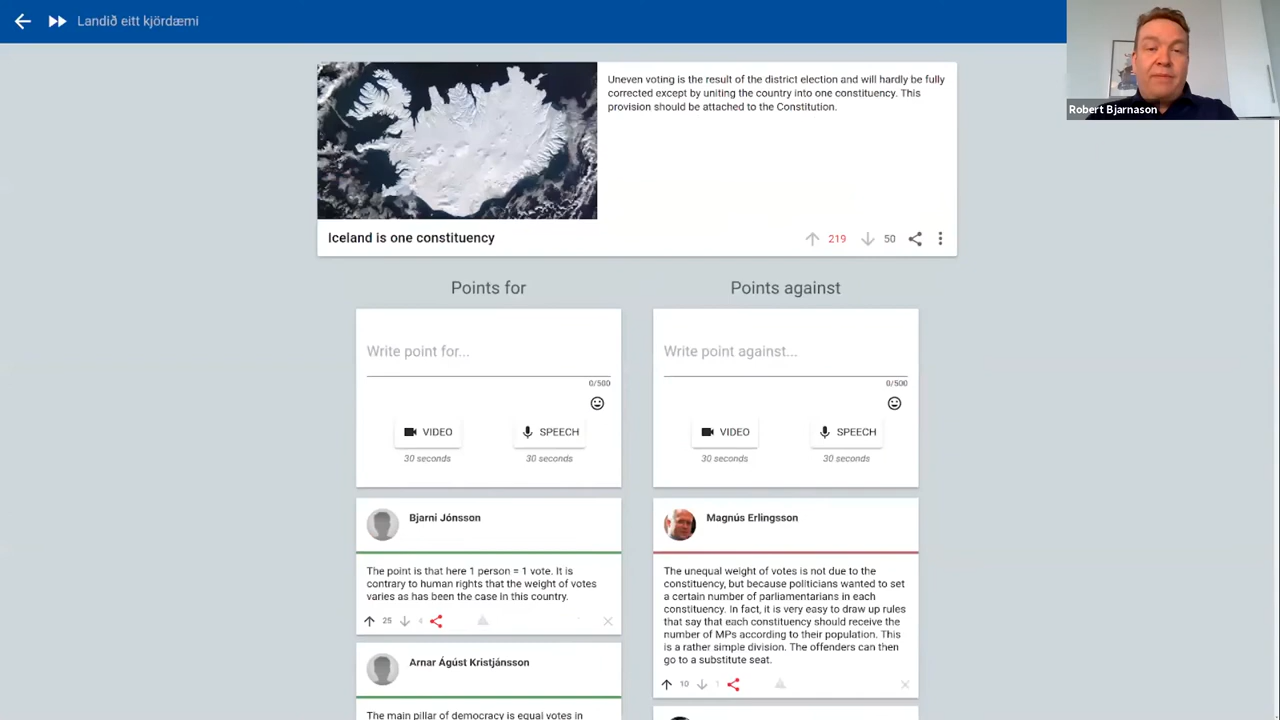 Landið eitt kjördæmi
Robert Bjarnason
Uneven voting is the result of the district election and will hardly be fully
corrected except by uniting the country into one constituency. This
provision should be attached to the Constitution.
Iceland is one constituency
219
50
Points for
Write point for...
0/500
VIDEO
SPEECH
30 seconds
30 seconds
Bjarni Jónsson
The point is that here 1 person = 1 vote. It is
contrary to human rights that the weight of votes
varies as has been the case in this country.
25
4
Arnar Ágúst Kristjánsson
The main pillar of democracy is equal votes in
Points against
Write point against...
0/500
VIDEO
SPEECH
30 seconds
30 seconds
Magnús Erlingsson
The unequal weight of votes is not due to the
constituency, but because politicians wanted to set
a certain number of parliamentarians in each
constituency. In fact, it is very easy to draw up rules
that say that each constituency should receive the
number of MPs according to their population. This
is a rather simple division. The offenders can then
go to a substitute seat.
10
1